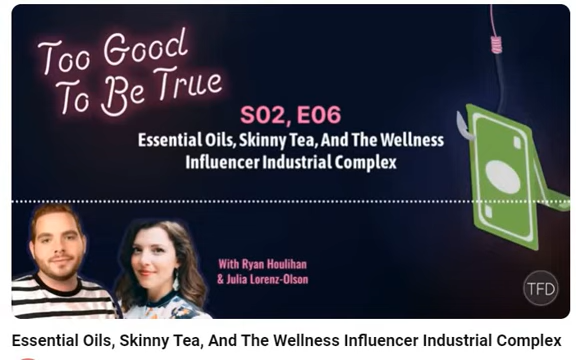 Too Good
To Be True
S02, E06
Essential Oils, Skinny Tea, And The Wellness
Influencer Industrial Complex
With Ryan Houlihan
& Julia Lorenz-Olson
TFD
Essential Oils, Skinny Tea, And The Wellness Influencer Industrial Complex